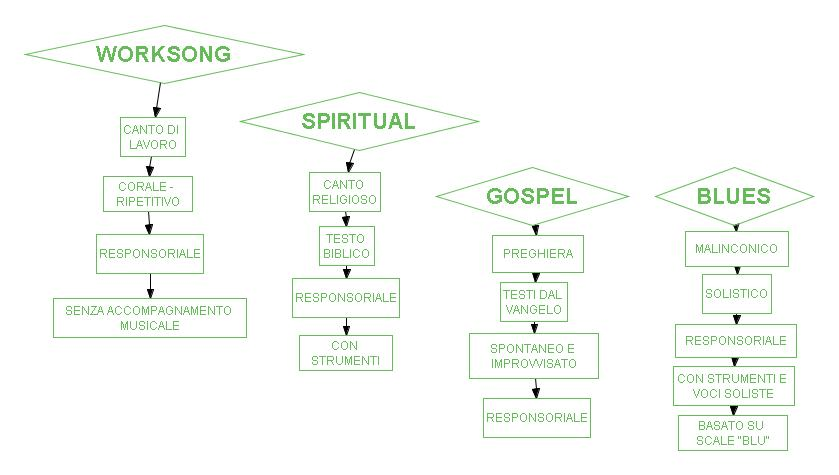 WORKSONG
CANTO DI
LAVORO
CORALE -
RIPETITIVO
RESPONSORIALE
SENZA ACCOMPAGNAMENTO
MUSICALE
SPIRITUAL
CANTO
RELIGIOSO
TESTO
BIBLICO
RESPONSORIALE
CON
STRUMENTI
GOSPEL
PREGHIERA
TESTI DAL
VANGELO
SPONTANEO E
IMPROVVISATO
RESPONSORIALE
BLUES
MALINCONICO
SOLISTICO
RESPONSORIALE
CON STRUMENTI E
VOCI SOLISTE
BASATO SU
SCALE "BLU"